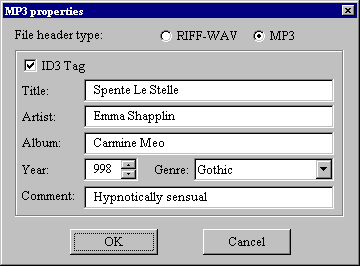 MP3 properties
File header type: RIFF-WAV MP3
ID3 Tag
Title: Spente Le Stelle
Artist: Emma Shapplin
Album: Carmine Meo
Year: 998 Genre: Gothic
Comment: Hypnotically sensual
OK Cancel